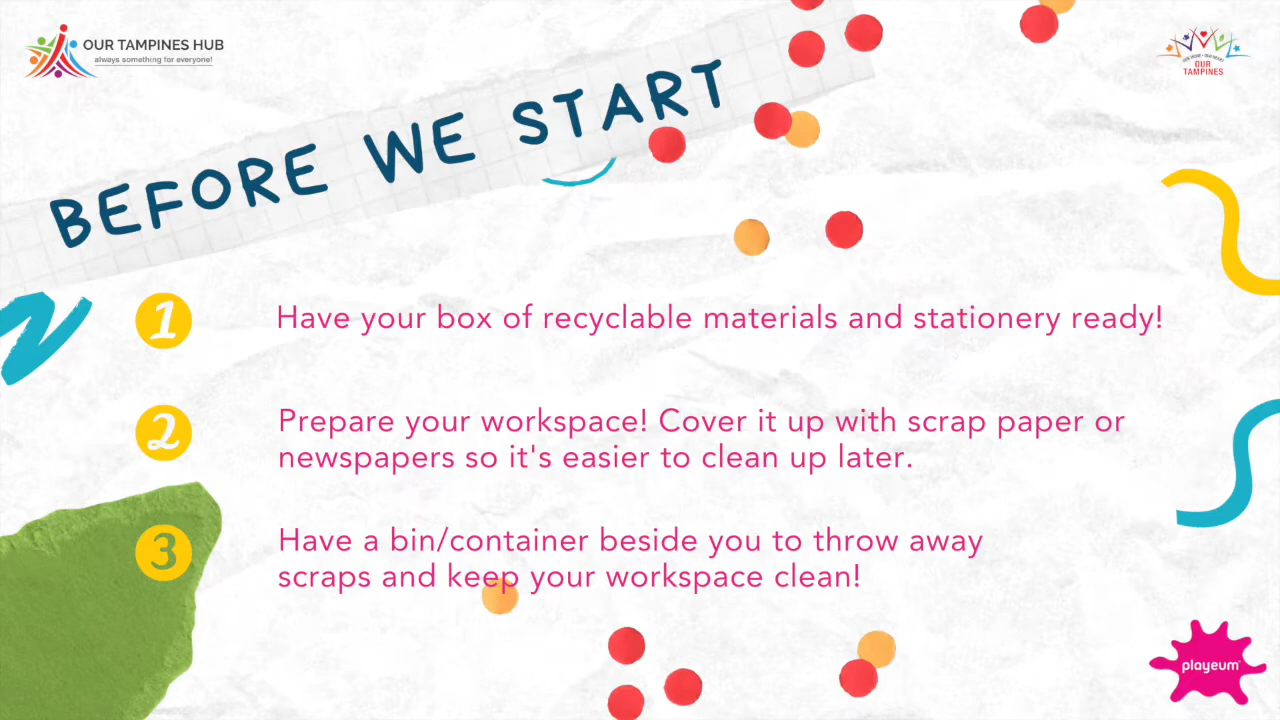 OUR TAMPINES HUB
always something for everyone!
OUR
TAMPINES
BEFORE WE START
1
Have your box of recyclable materials and stationery ready!
2
Prepare your workspace! Cover it up with scrap paper or
newspapers so it's easier to clean up later.
3
Have a bin/container beside you to throw away
scraps and keep your workspace clean!
playeum